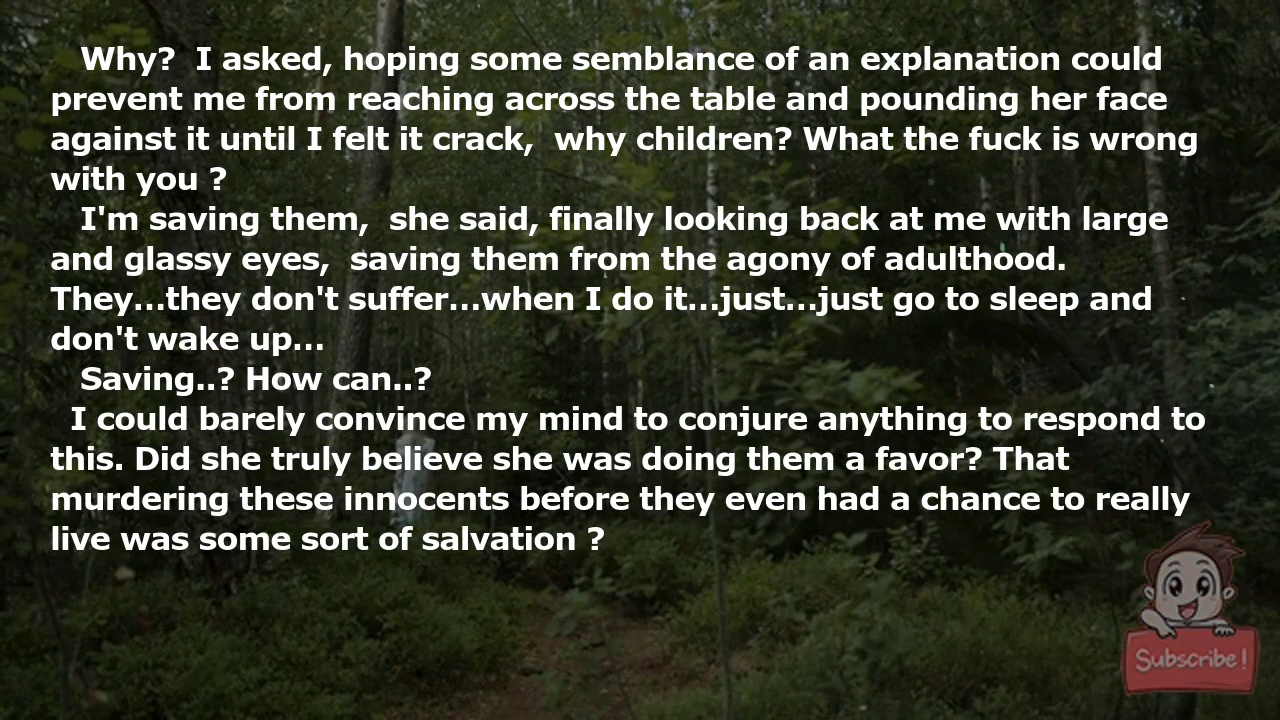 Why?  I asked, hoping some semblance of an explanation could
prevent me from reaching across the table and pounding her face
against it until I felt it crack,  why children? What the fuck is wrong
with you ?
I'm saving them,  she said, finally looking back at me with large
and glassy eyes,  saving them from the agony of adulthood.
They...they don't suffer...when I do it...just...just go to sleep and
don't wake up...
Saving..? How can..?
I could barely convince my mind to conjure anything to respond to
this. Did she truly believe she was doing them a favor? That
murdering these innocents before they even had a chance to really
live was some sort of salvation ?
Subscribe!